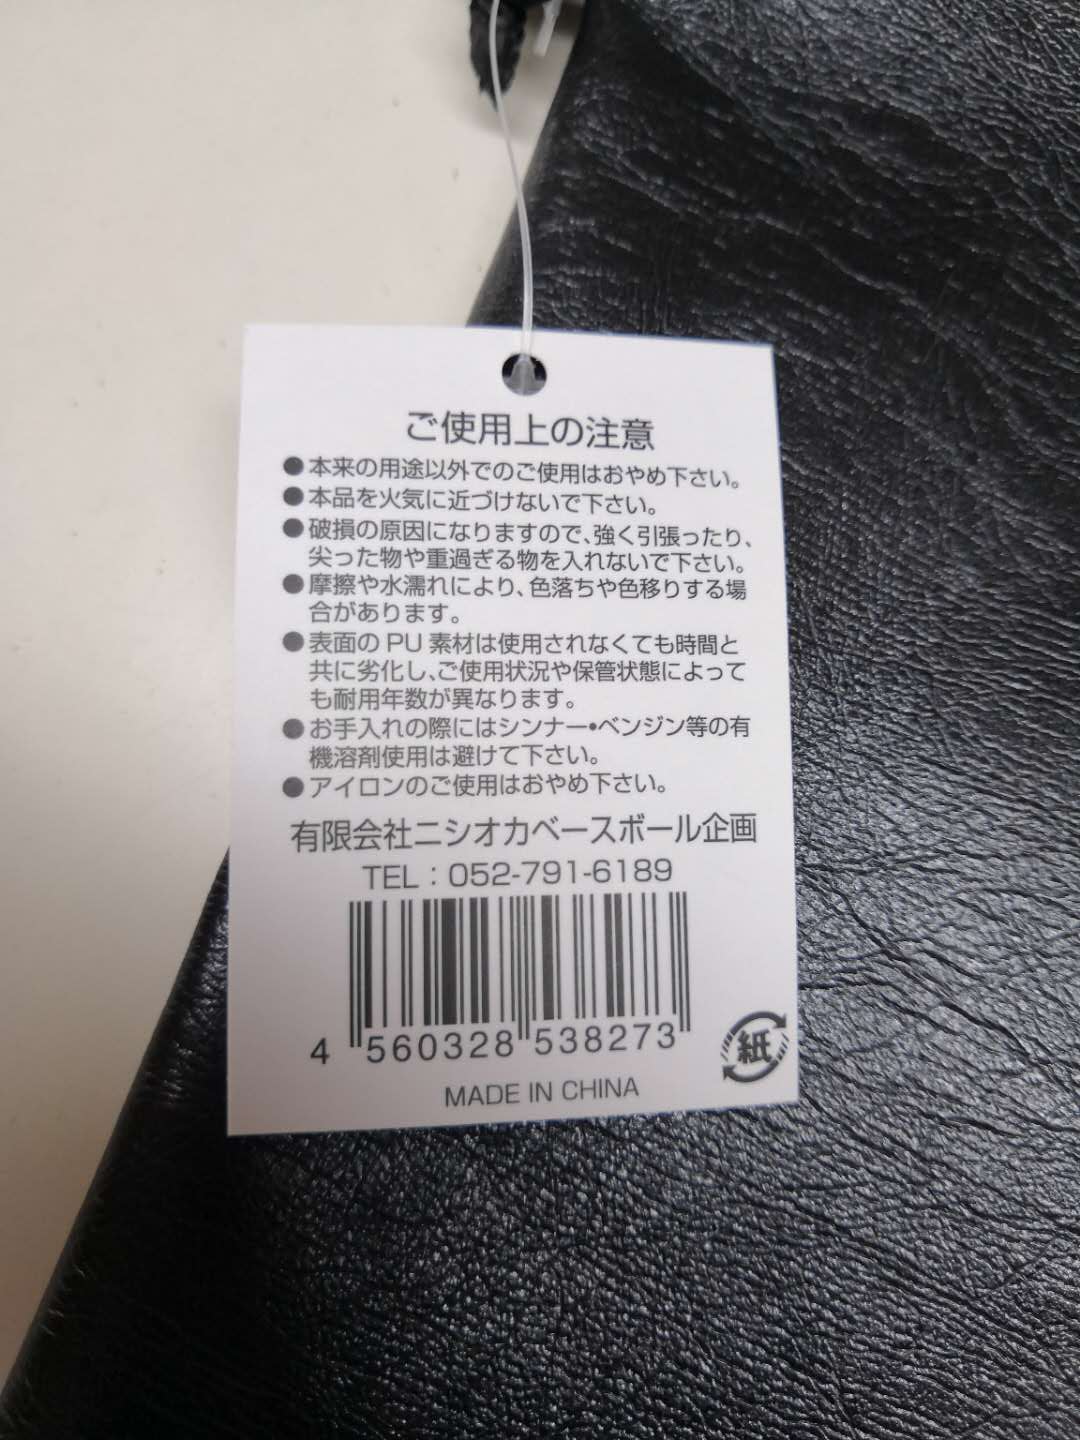 ご使用上の注意
●本来の用途以外でのご使用はおやめ下さい。
●本品を火気に近づけないで下さい。
●破損の原因になりますので、強く引張ったり、
尖った物や重過ぎる物を入れないで下さい。
●摩擦や水濡れにより、色落ちや色移りする場
合があります。
●表面のPU素材は使用されなくても時間と
共に劣化し、ご使用状況や保管状態によって
も耐用年数が異なります。
●お手入れの際にはシンナー・ベンジン等の有
機溶剤使用は避けて下さい。
●アイロンのご使用はおやめ下さい。
有限会社ニシオカベースボール企画
TEL：052-791-6189
4 560328 538273
紙
MADE IN CHINA